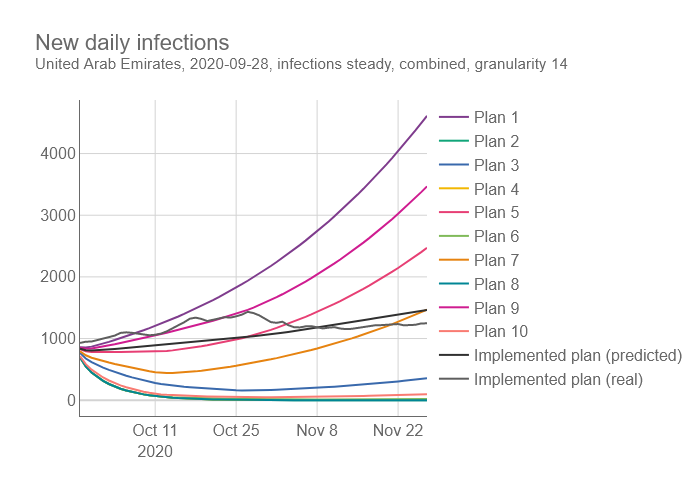 New daily infections
United Arab Emirates, 2020-09-28, infections steady, combined, granularity 14
4000
3000
2000
1000
0
Oct 11
2020
Oct 25
Nov 8
Nov 22
Plan 1
Plan 2
Plan 3
Plan 4
Plan 5
Plan 6
Plan 7
Plan 8
Plan 9
Plan 10
Implemented plan (predicted)
Implemented plan (real)